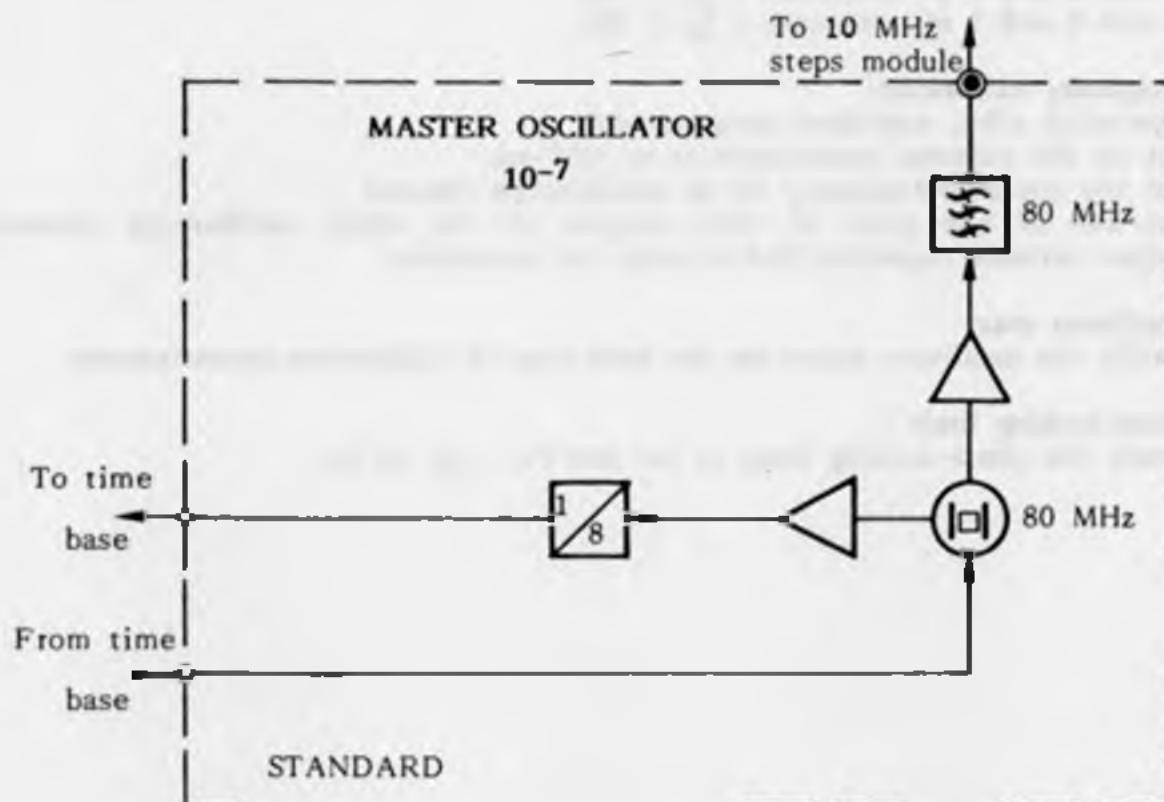 To 10 MHz
steps module
MASTER OSCILLATOR
10-7
80 MHz
To time
base
1
8
80 MHz
From time
base
STANDARD